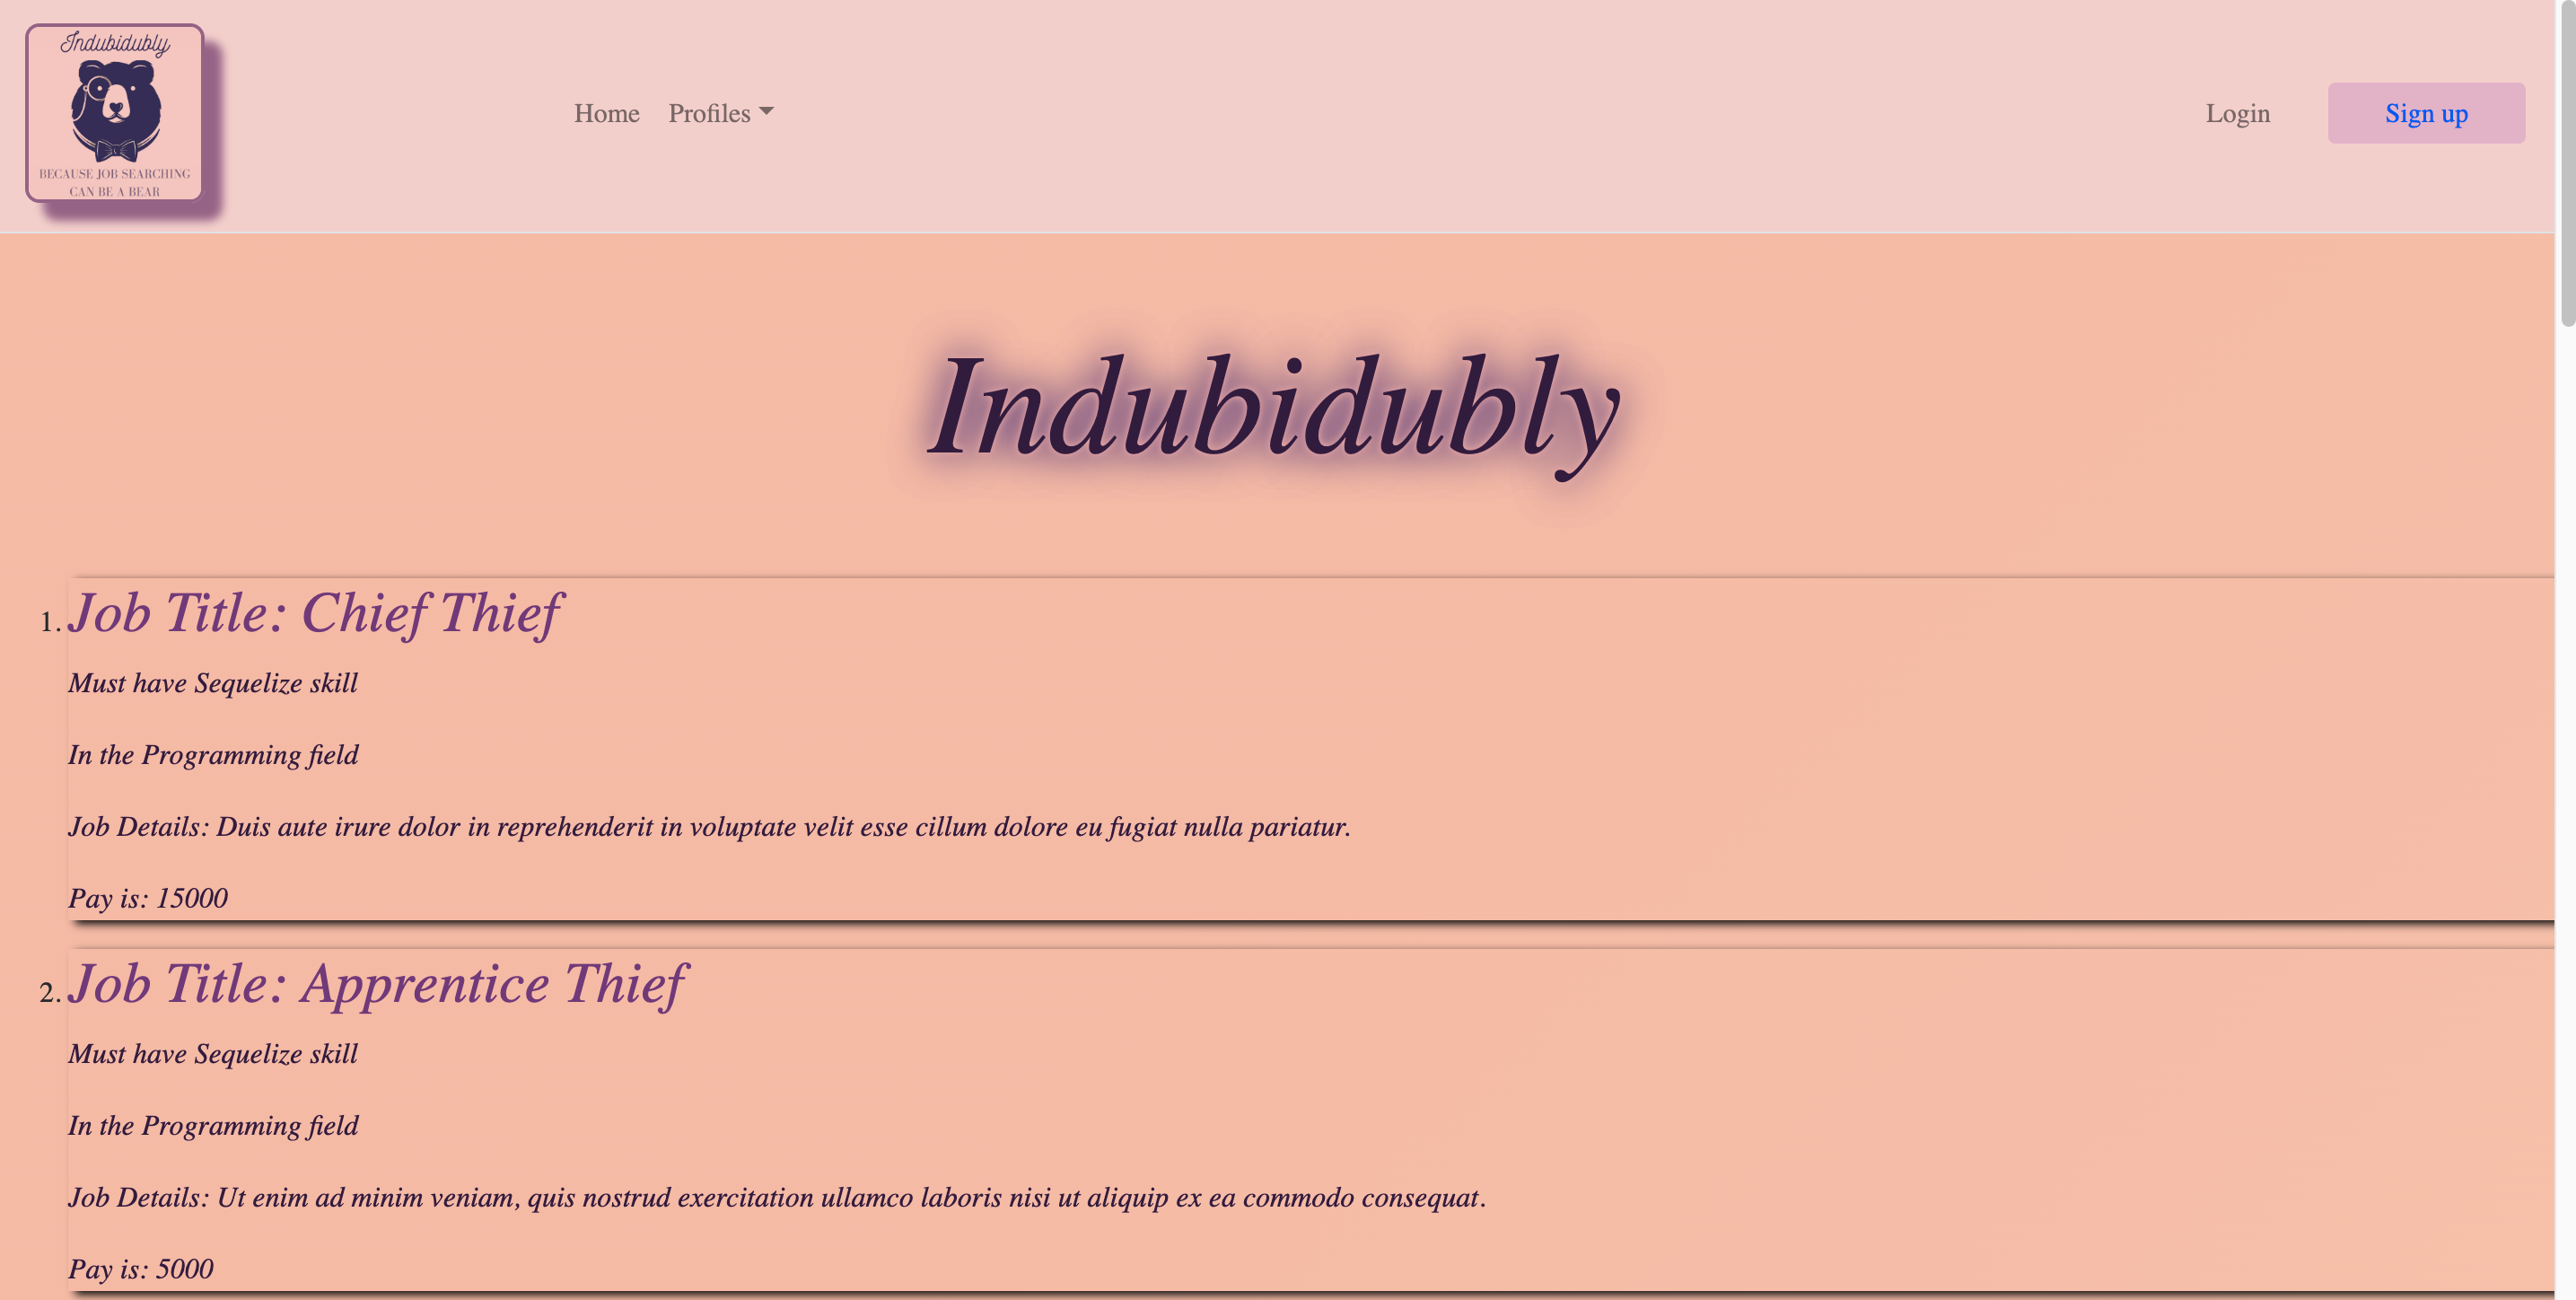 Indubidubly
BECAUSE JOB SEARCHING
CAN BE A BEAR
Home Profiles
Login
Sign up
Indubidubly
1. Job Title: Chief Thief
Must have Sequelize skill
In the Programming field
Job Details: Duis aute irure dolor in reprehenderit in voluptate velit esse cillum dolore eu fugiat nulla pariatur.
Pay is: 15000
2. Job Title: Apprentice Thief
Must have Sequelize skill
In the Programming field
Job Details: Ut enim ad minim veniam, quis nostrud exercitation ullamco laboris nisi ut aliquip ex ea commodo consequat.
Pay is: 5000